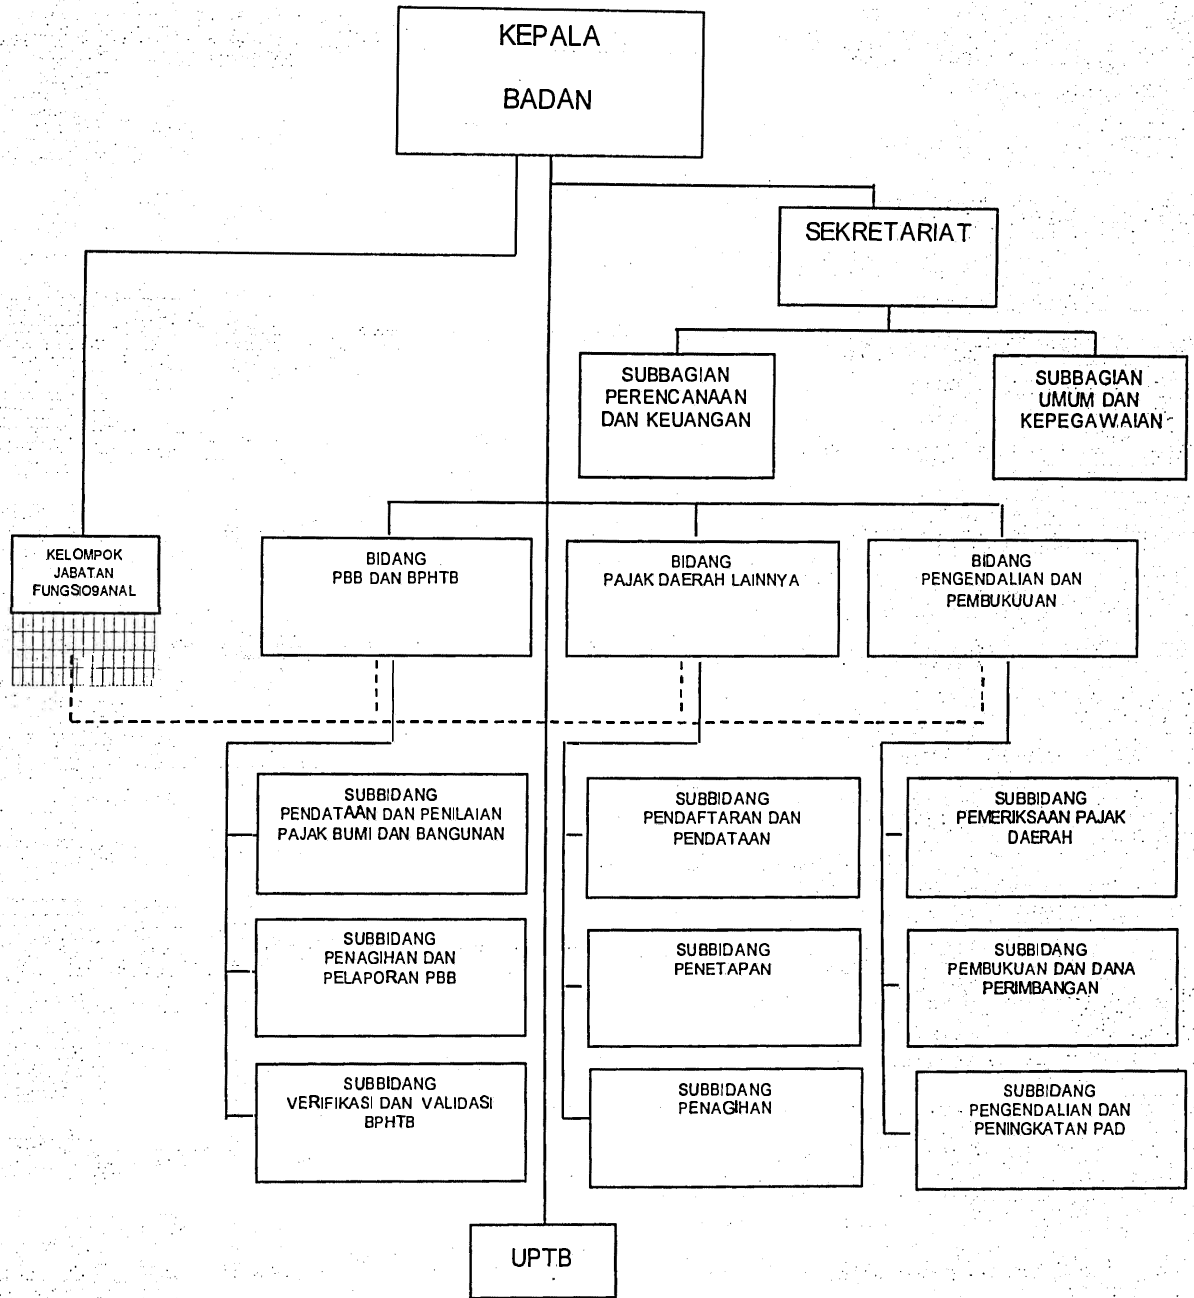 KEPALA
BADAN
SEKRETARIAT
SUBBAGIAN
PERENCANAAN
DAN KEUANGAN
SUBBAGIAN
UMUM DAN
KEPEGAWAIAN
KELOMPOK
JABATAN
FUNGSIO9ANAL
BIDANG
PBB DAN BPHTB
BIDANG
PAJAK DAERAH LAINNYA
BIDANG
PENGENDALIAN DAN
PEMBUKUUAN
SUBBIDANG
PENDATAAN DAN PENILAIAN
PAJAK BUMI DAN BANGUNAN
SUBBIDANG
PENDAFTARAN DAN
PENDATAAN
SUBBIDANG
PEMERIKSAAN PAJAK
DAERAH
SUBBIDANG
PENAGIHAN DAN
PELAPORAN PBB
SUBBIDANG
PENETAPAN
SUBBIDANG
PEMBUKUAN DAN DANA
PERIMBANGAN
SUBBIDANG
VERIFIKASI DAN VALIDASI
BPHTB
SUBBIDANG
PENAGIHAN
SUBBIDANG
PENGENDALIAN DAN
PENINGKATAN PAD
UPTB